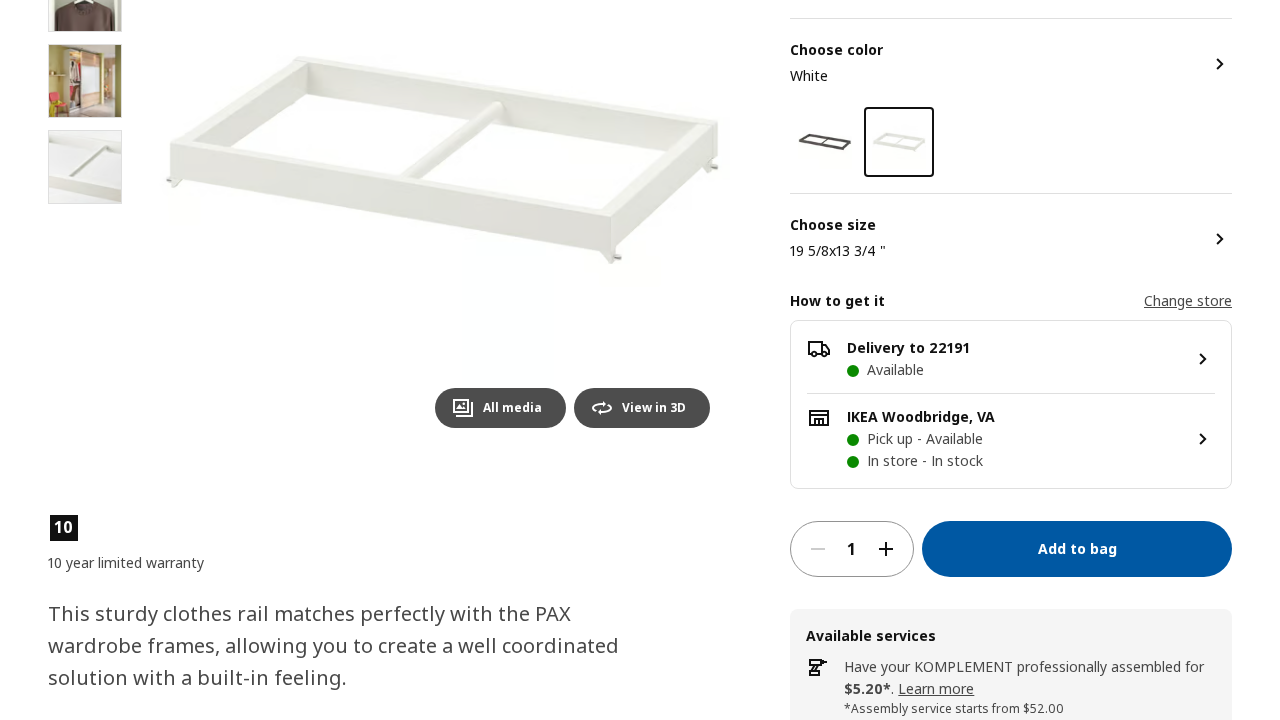 Choose color
White
Choose size
19 5/8x13 3/4 "
How to get it
Change store
Delivery to 22191
Available
IKEA Woodbridge, VA
Pick up - Available
In store - In stock
All media
View in 3D
1
Add to bag
10
10 year limited warranty
This sturdy clothes rail matches perfectly with the PAX
wardrobe frames, allowing you to create a well coordinated
solution with a built-in feeling.
Available services
Have your KOMPLEMENT professionally assembled for
$5.20*. Learn more
*Assembly service starts from $52.00